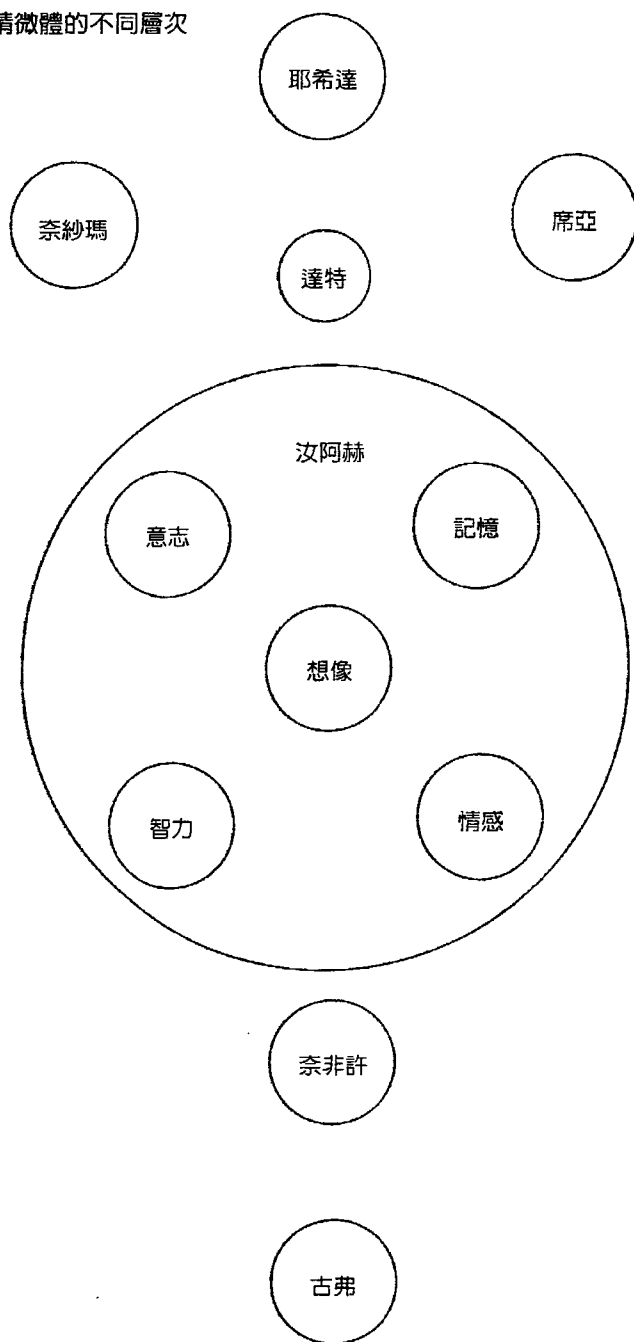 精微體的不同層次
耶希達
奈紗瑪
席亞
達特
汝阿赫
意志
記憶
想像
智力
情感
奈非許
古弗